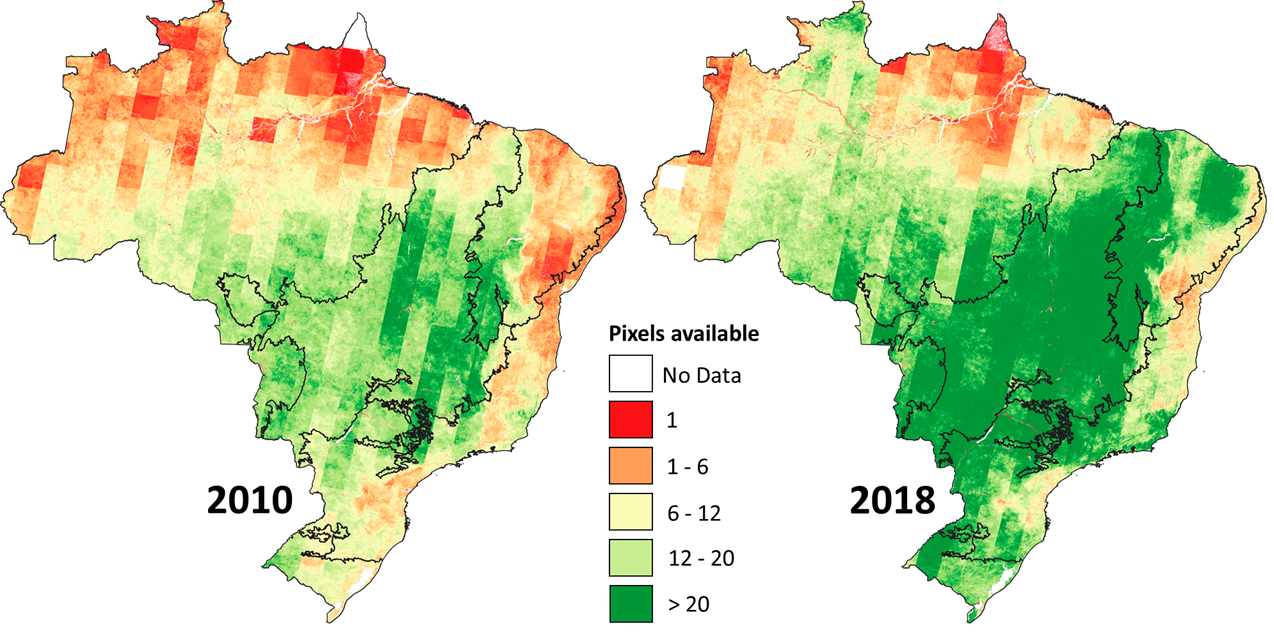 Pixels available
No Data
1
1 - 6
6 - 12
12 - 20
> 20
2010
2018